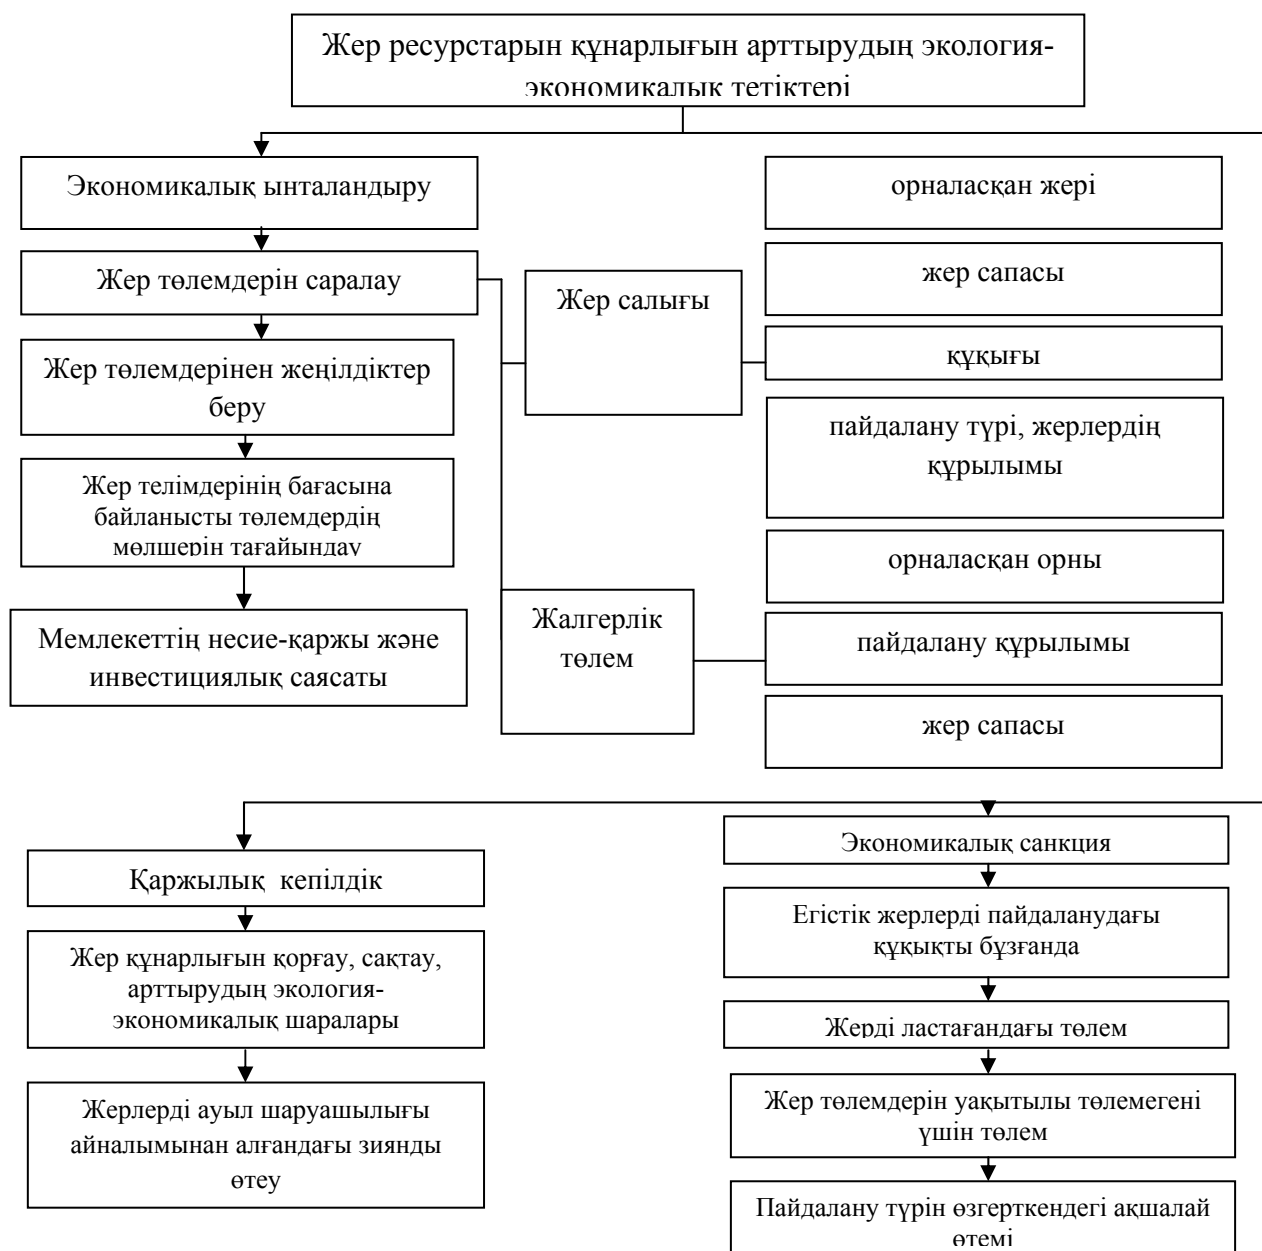 Жер ресурстарын құнарлығын арттырудың экология-
экономикалық тетіктері
Экономикалық ынталандыру
Жер төлемдерін саралау
Жер төлемдерінен жеңілдіктер
беру
Жер телімдерінің бағасына
байланысты төлемдердің
мөлшерін тағайындау
Мемлекеттің несие-қаржы және
инвестициялық саясаты
Жер салығы
Жалгерлік
төлем
орналасқан жері
жер сапасы
құқығы
пайдалану түрі, жерлердің
құрылымы
орналасқан орны
пайдалану құрылымы
жер сапасы
Қаржылық кепілдік
Жер құнарлығын қорғау, сақтау,
арттырудың экология-
экономикалық шаралары
Жерлерді ауыл шаруашылығы
айналымынан алғандағы зиянды
өтеу
Экономикалық санкция
Егістік жерлерді пайдаланудағы
құқықты бұзғанда
Жерді ластағандағы төлем
Жер төлемдерін уақытылы төлемегені
үшін төлем
Пайдалану түрін өзгерткендегі ақшалай
өтемі